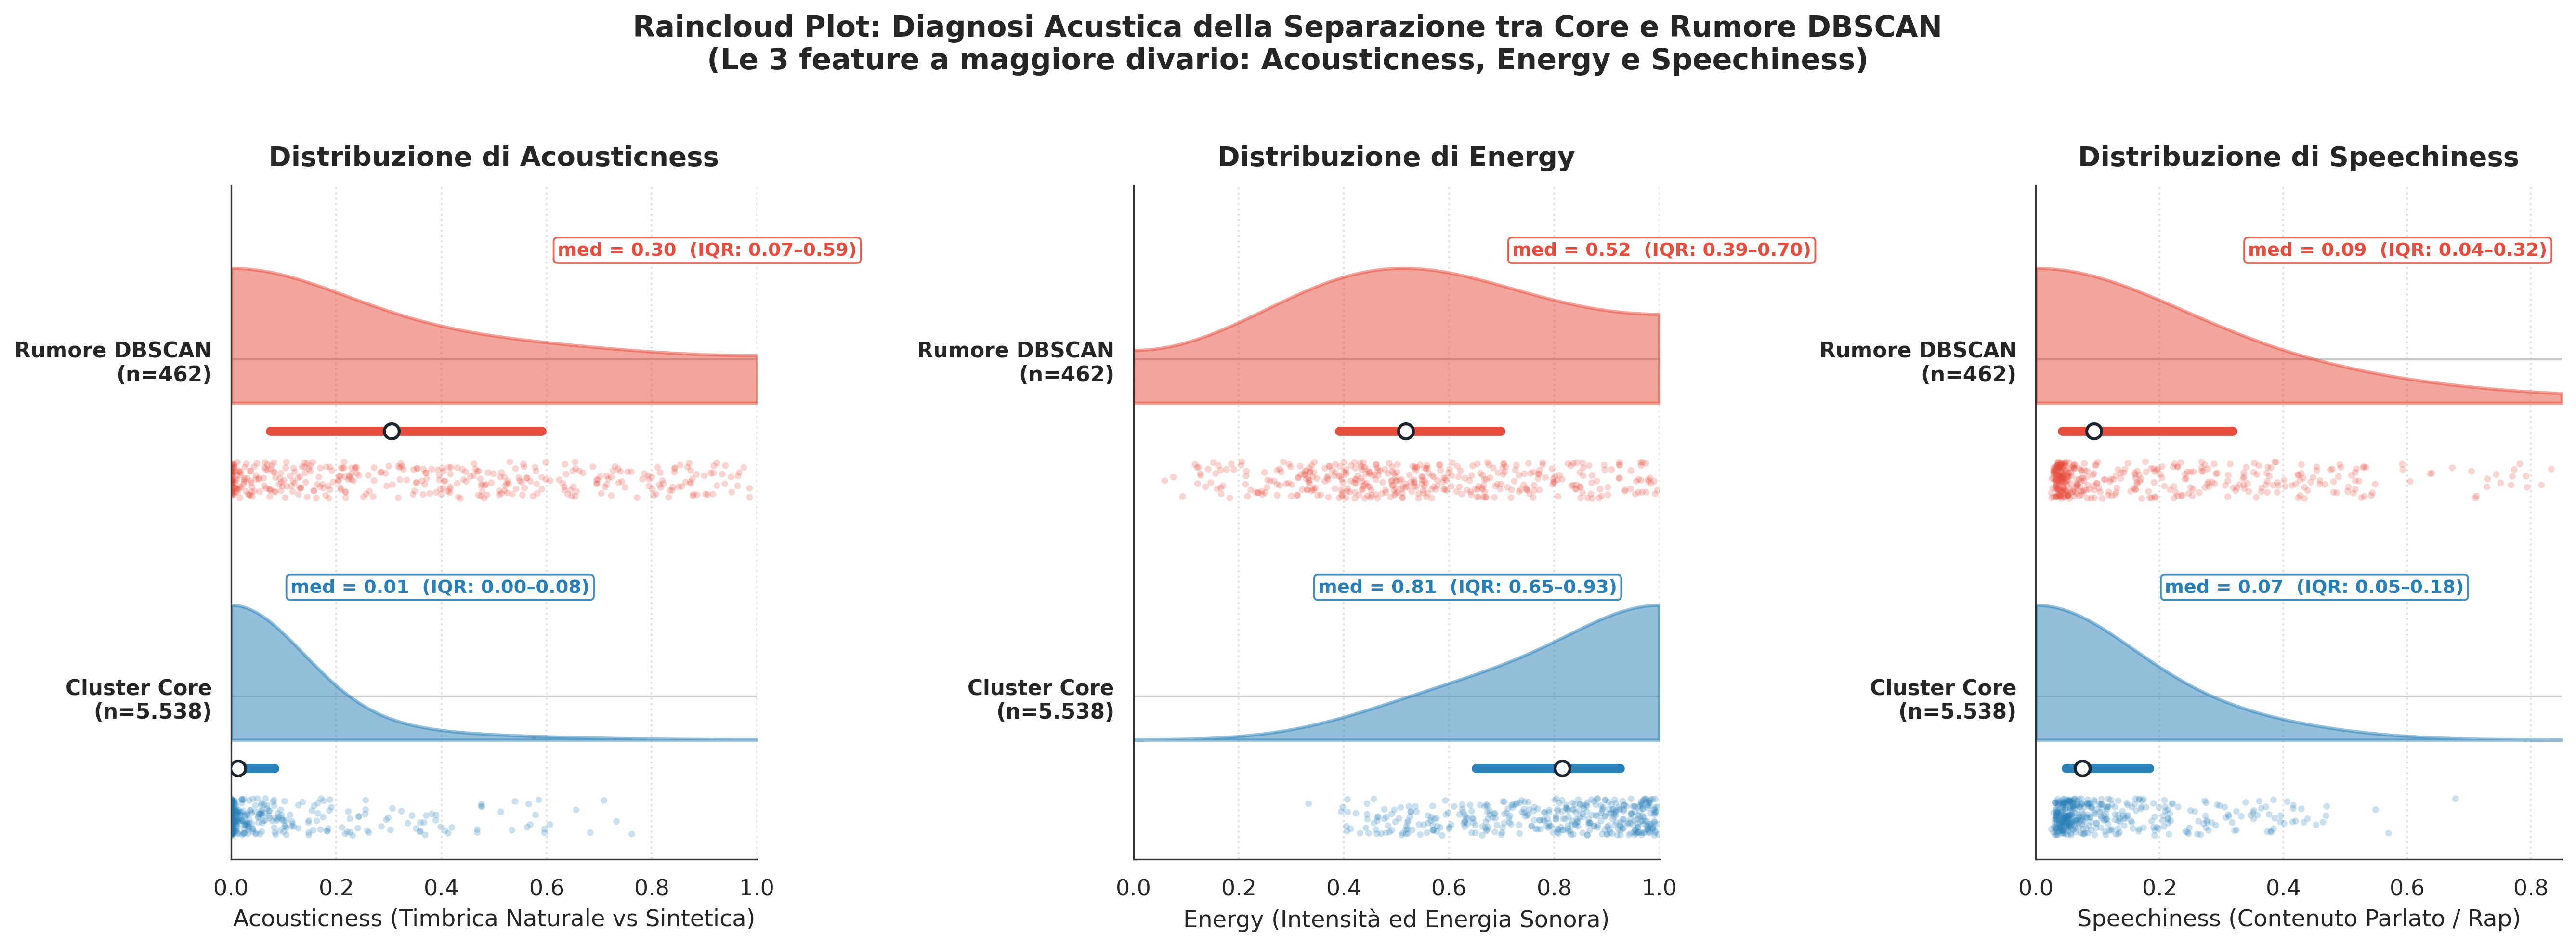 Raincloud Plot: Diagnosi Acustica della Separazione tra Core e Rumore DBSCAN
(Le 3 feature a maggiore divario: Acousticness, Energy e Speechiness)
Distribuzione di Acousticness
med = 0.30  (IQR: 0.07–0.59)
Rumore DBSCAN
(n=462)
med = 0.01  (IQR: 0.00–0.08)
Cluster Core
(n=5.538)
0.0 0.2 0.4 0.6 0.8 1.0
Acousticness (Timbrica Naturale vs Sintetica)
Distribuzione di Energy
med = 0.52  (IQR: 0.39–0.70)
Rumore DBSCAN
(n=462)
med = 0.81  (IQR: 0.65–0.93)
Cluster Core
(n=5.538)
0.0 0.2 0.4 0.6 0.8 1.0
Energy (Intensità ed Energia Sonora)
Distribuzione di Speechiness
med = 0.09  (IQR: 0.04–0.32)
Rumore DBSCAN
(n=462)
med = 0.07  (IQR: 0.05–0.18)
Cluster Core
(n=5.538)
0.0 0.2 0.4 0.6 0.8
Speechiness (Contenuto Parlato / Rap)